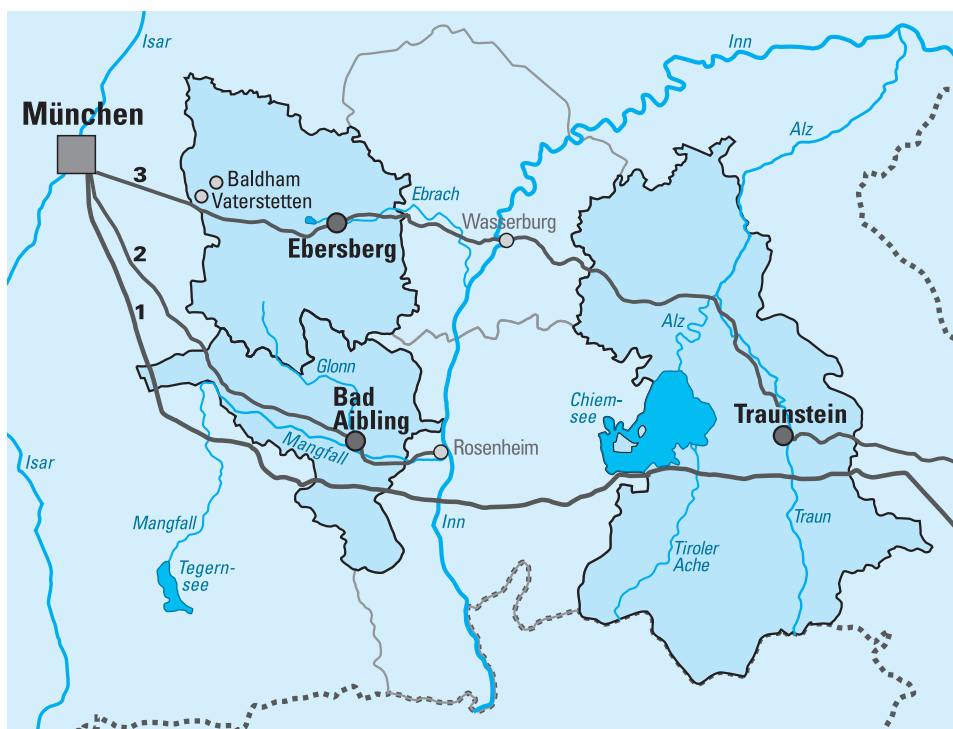 Isar
Inn
München
Alz
3
Baldham
Vaterstetten
Ebrach
Wasserburg
Ebersberg
2
1
Alz
Glonn
Bad
Aibling
Chiem-
see
Traunstein
Mangfall
Rosenheim
Isar
Mangfall
Inn
Traun
Tiroler
Ache
Tegern-
see